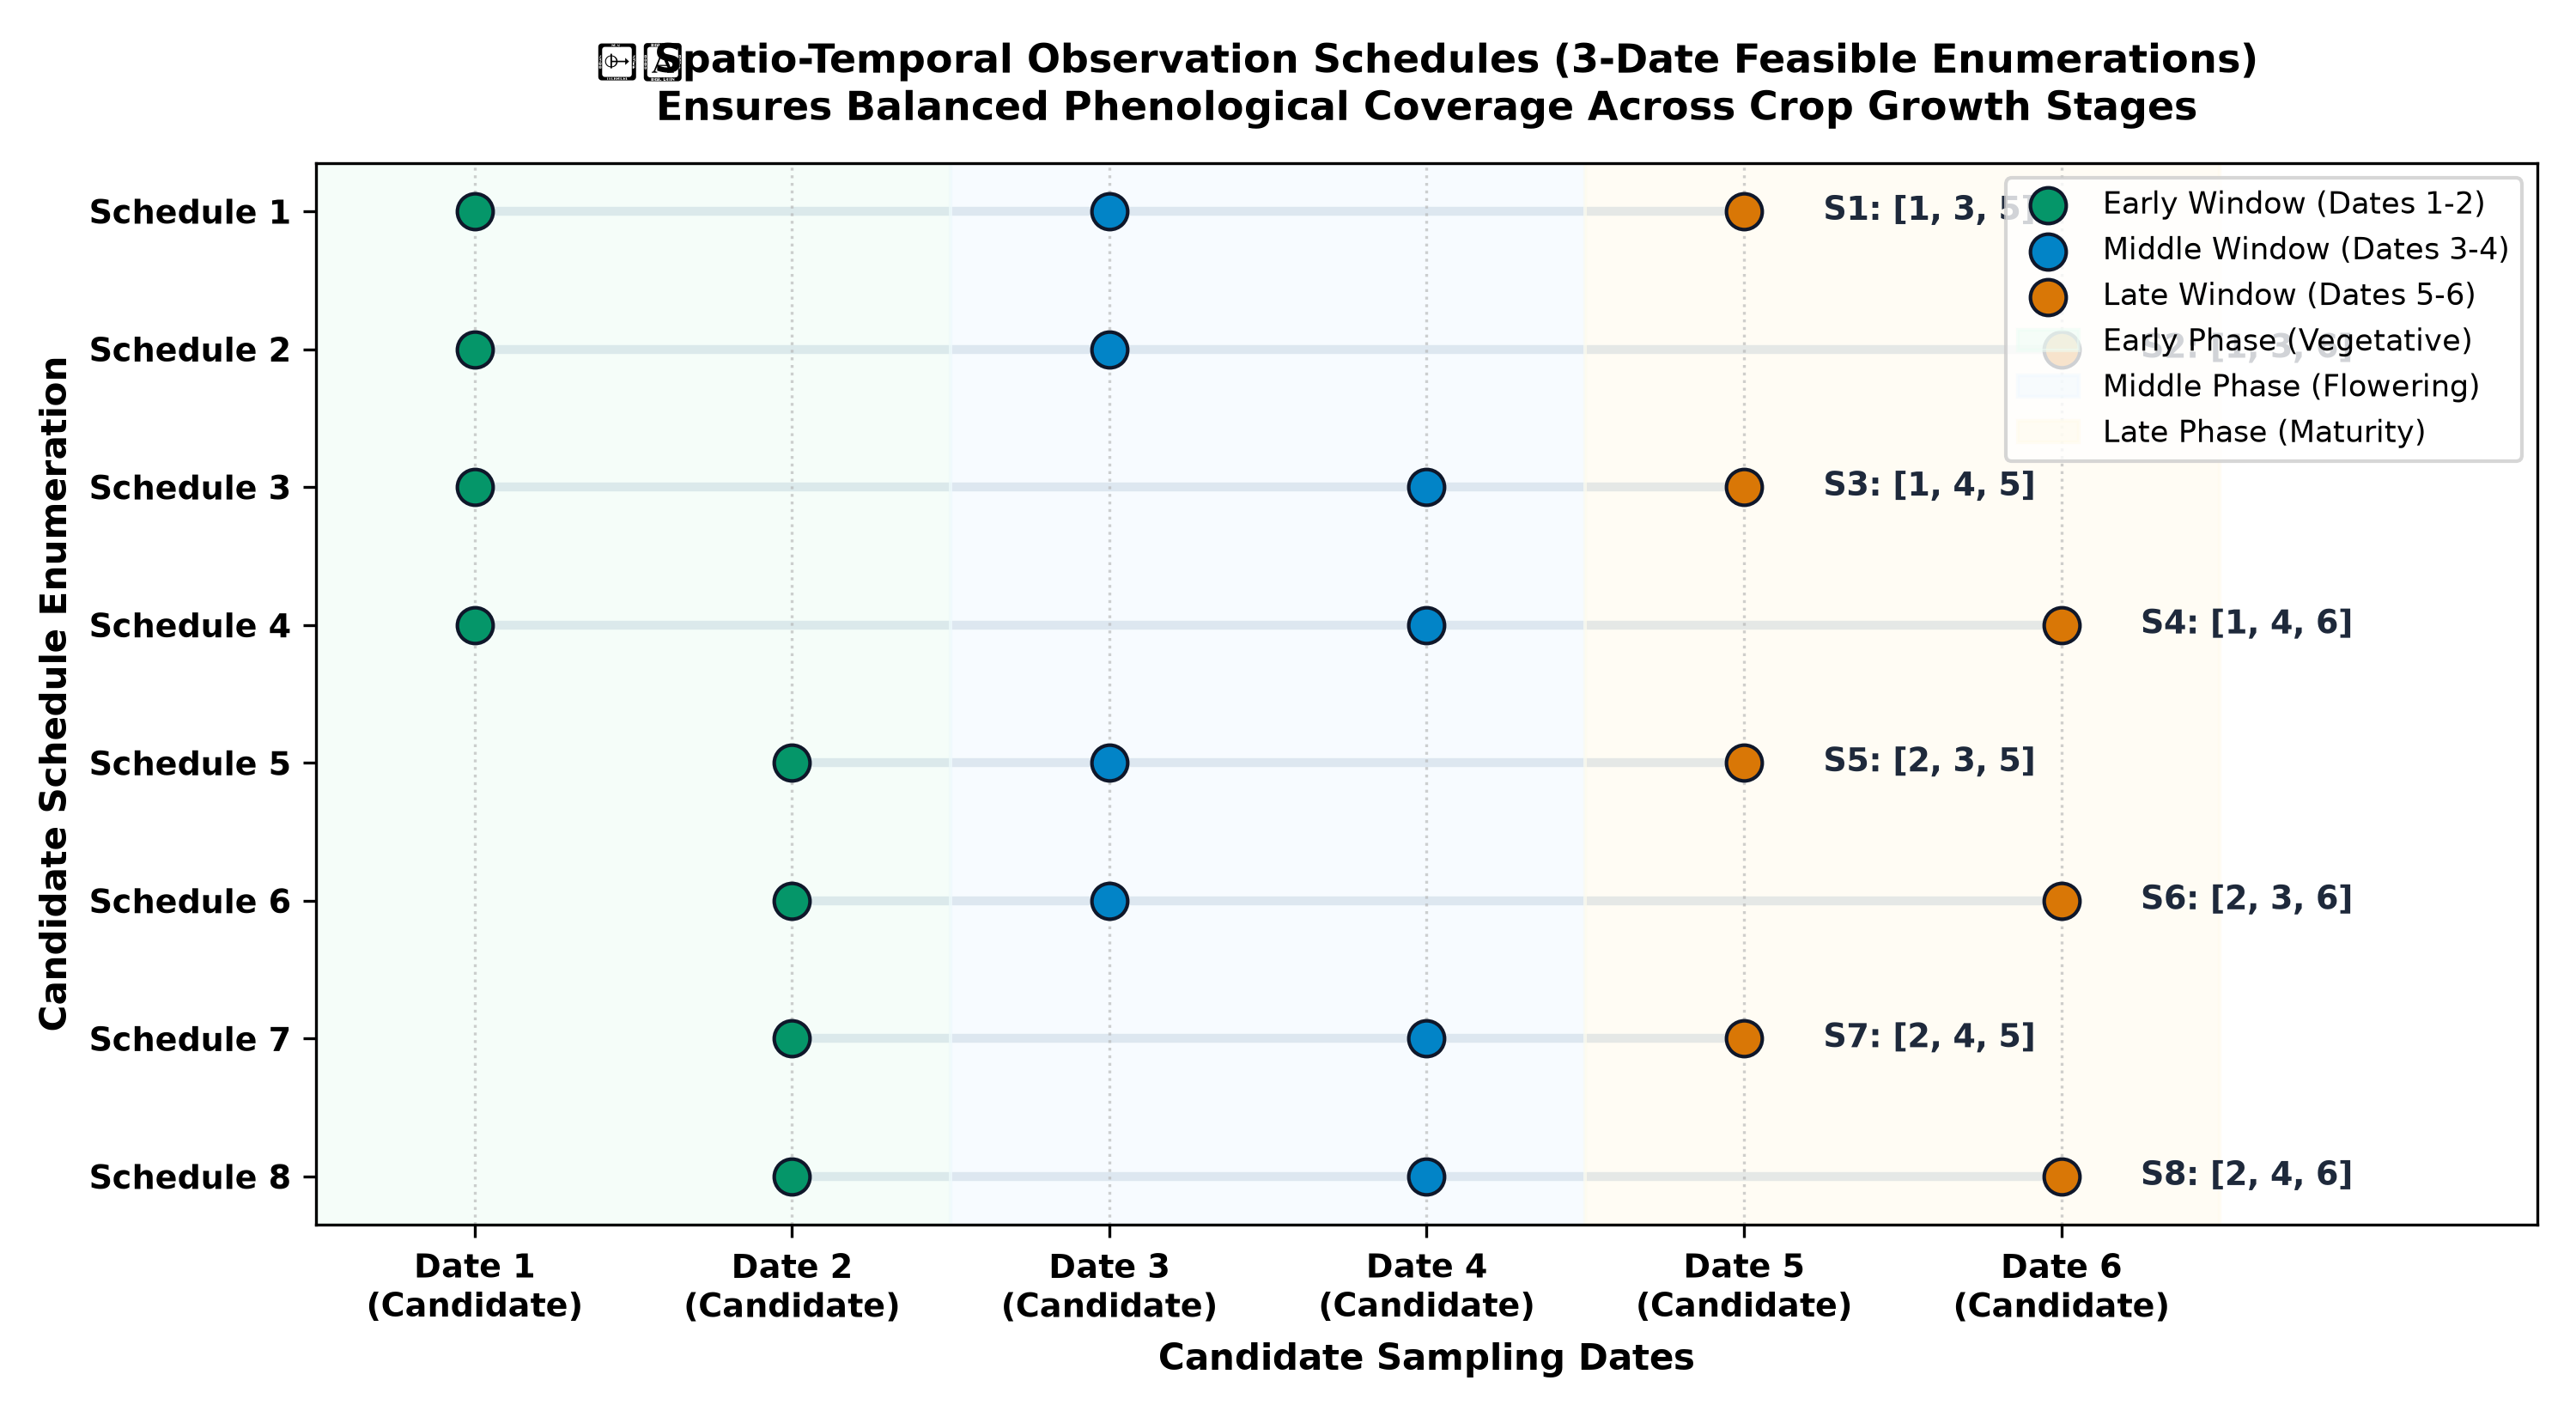 Spatio-Temporal Observation Schedules (3-Date Feasible Enumerations)
Ensures Balanced Phenological Coverage Across Crop Growth Stages
Candidate Schedule Enumeration
Schedule 1
Schedule 2
Schedule 3
Schedule 4
Schedule 5
Schedule 6
Schedule 7
Schedule 8
S1: [1, 3, 5]
S2: [1, 3, 6]
S3: [1, 4, 5]
S4: [1, 4, 6]
S5: [2, 3, 5]
S6: [2, 3, 6]
S7: [2, 4, 5]
S8: [2, 4, 6]
Early Window (Dates 1-2)
Middle Window (Dates 3-4)
Late Window (Dates 5-6)
Early Phase (Vegetative)
Middle Phase (Flowering)
Late Phase (Maturity)
Date 1
(Candidate)
Date 2
(Candidate)
Date 3
(Candidate)
Date 4
(Candidate)
Date 5
(Candidate)
Date 6
(Candidate)
Candidate Sampling Dates